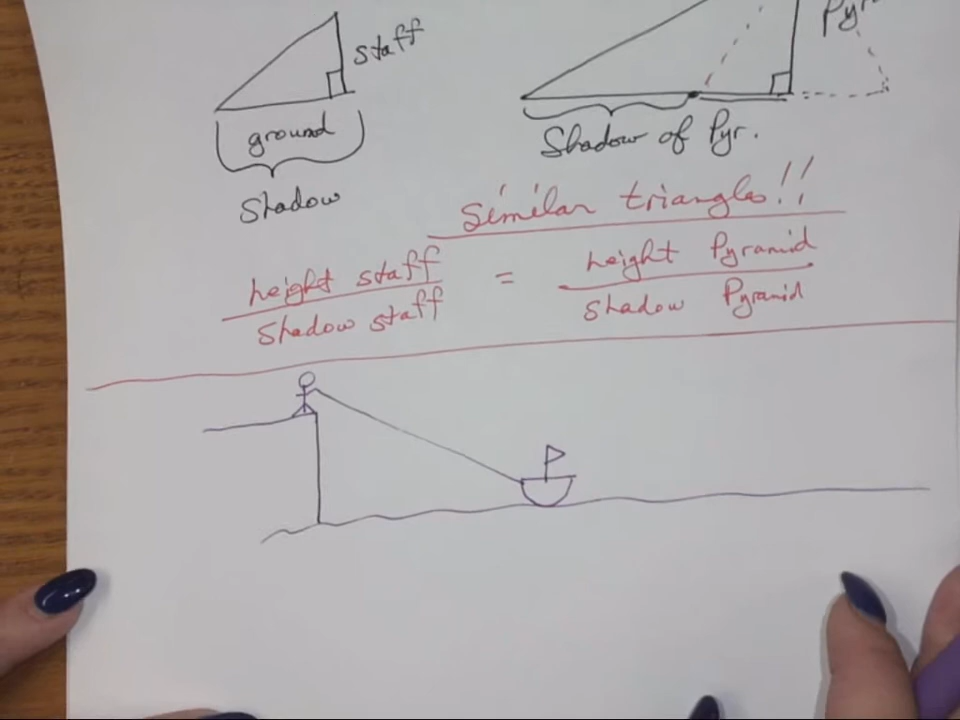 Staff
ground
Shadow
Shadow of Pyr.
Similar triangles!!
height staff = height Pyramid
Shadow staff Shadow Pyramid